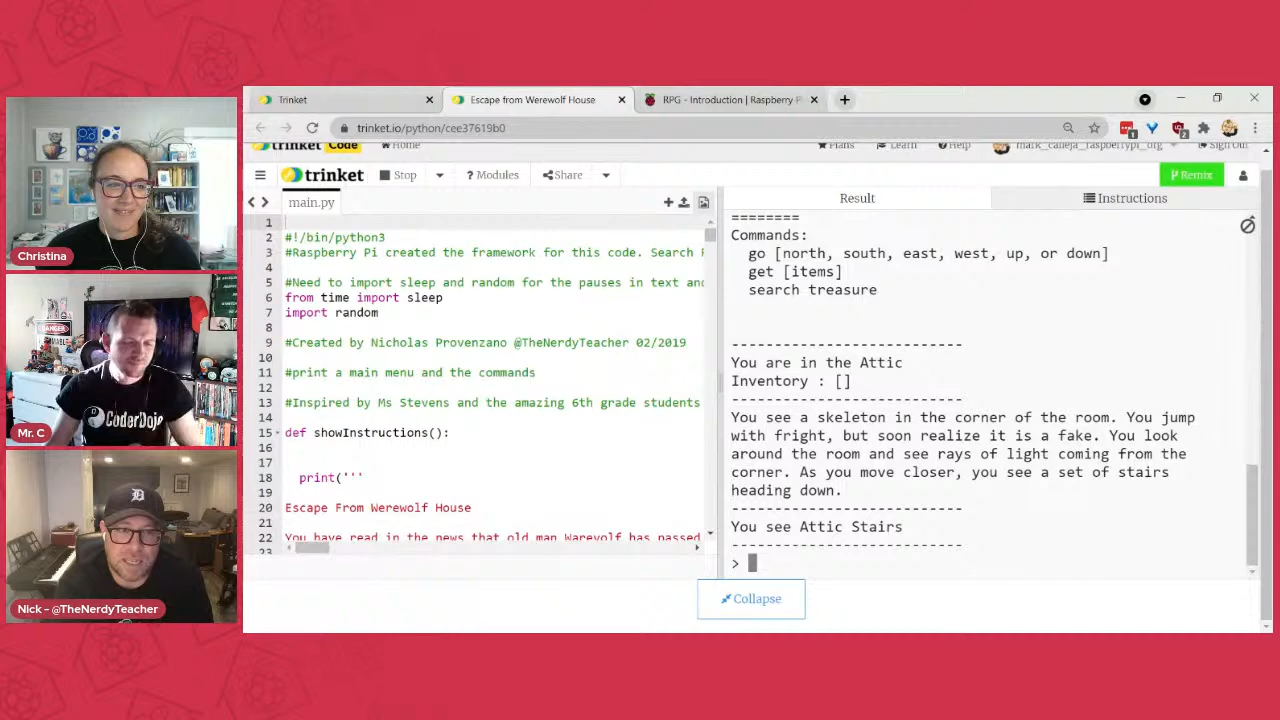 Trinket
Escape from Werewolf House
RPG - Introduction | Raspberry P
trinket.io/python/cee37619b0
trinket Code
Home
Plans
Learn
Help
mark_calleja_raspberrypi_org
Sign Out
trinket
Stop
? Modules
Share
Remix
main.py
Result
Instructions
1
2 #!/bin/python3
3 #Raspberry Pi created the framework for this code. Search
4
5 #Need to import sleep and random for the pauses in text and
6 from time import sleep
7 import random
8
9 #Created by Nicholas Provenzano @TheNerdyTeacher 02/2019
10
11 #print a main menu and the commands
12
13 #Inspired by Ms Stevens and the amazing 6th grade students
14
15 def showInstructions():
16
17
18 print('''
19
20 Escape From Werewolf House
21
22 You have read in the news that old man Warevolf has passed
23
========
Commands:
go [north, south, east, west, up, or down]
get [items]
search treasure
---------------------------
You are in the Attic
Inventory : []
---------------------------
You see a skeleton in the corner of the room. You jump
with fright, but soon realize it is a fake. You look
around the room and see rays of light coming from the
corner. As you move closer, you see a set of stairs
heading down.
---------------------------
You see Attic Stairs
---------------------------
>
Collapse
Christina
DANGER
CoderDojo
Mr. C
D
Nick - @TheNerdyTeacher